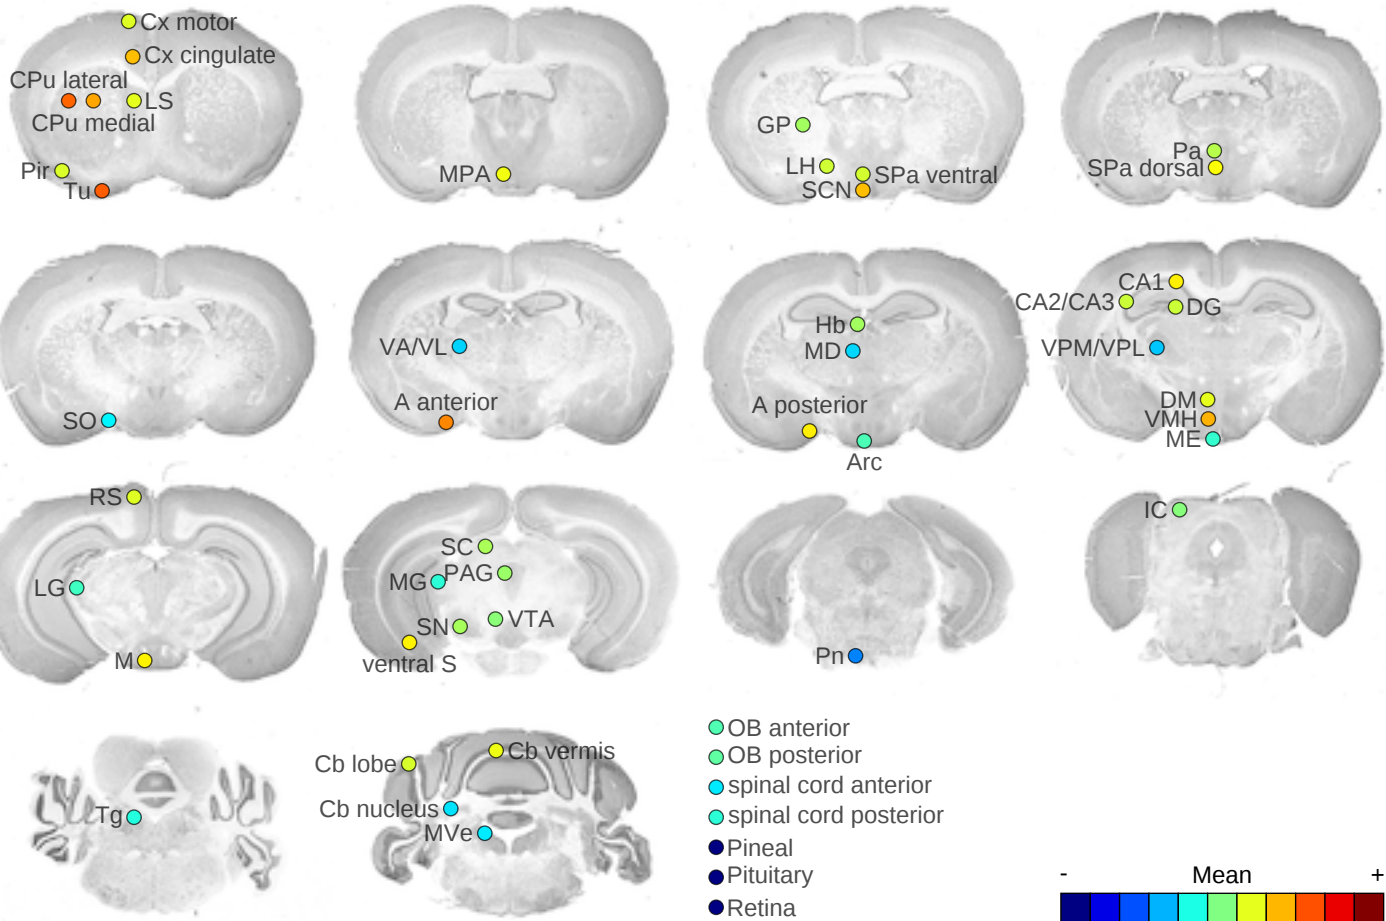 Cx motor
Cx cingulate
CPu lateral
LS
CPu medial
Pir
Tu
MPA
GP
LH
SPa ventral
SCN
Pa
SPa dorsal
SO
VA/VL
A anterior
Hb
MD
A posterior
Arc
CA1
CA2/CA3
DG
VPM/VPL
DM
VMH
ME
RS
LG
M
SC
MG
PAG
SN
VTA
ventral S
Pn
IC
Tg
Cb lobe
Cb vermis
Cb nucleus
MVe
OB anterior
OB posterior
spinal cord anterior
spinal cord posterior
Pineal
Pituitary
Retina
- Mean +